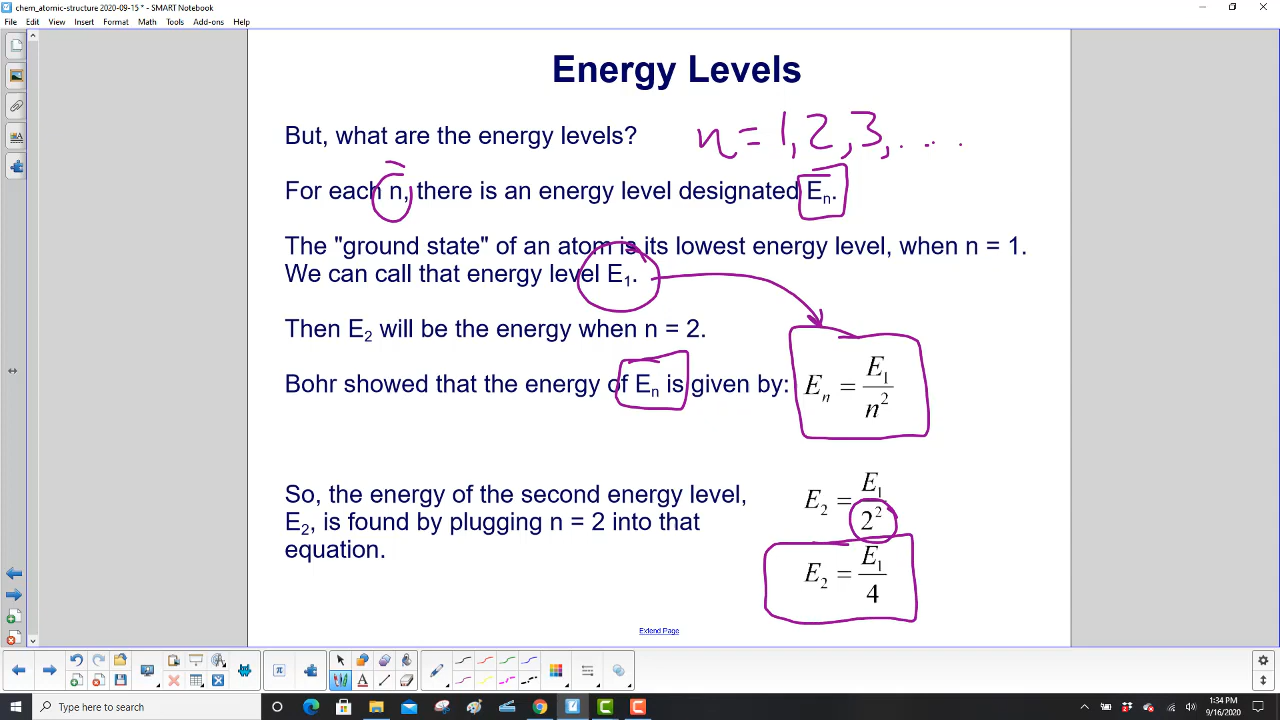 chem_atomic-structure 2020-09-15 * - SMART Notebook
File Edit View Insert Format Math Tools Add-ons Help
Energy Levels
But, what are the energy levels?
n = 1, 2, 3, . . . .
For each n, there is an energy level designated Eₙ.
The "ground state" of an atom is its lowest energy level, when n = 1.
We can call that energy level E₁.
Then E₂ will be the energy when n = 2.
Bohr showed that the energy of Eₙ is given by:
Eₙ = E₁/n²
So, the energy of the second energy level,
E₂, is found by plugging n = 2 into that
equation.
E₂ = E₁/2²
E₂ = E₁/4
Extend Page
Type here to search
1:34 PM
9/16/2020